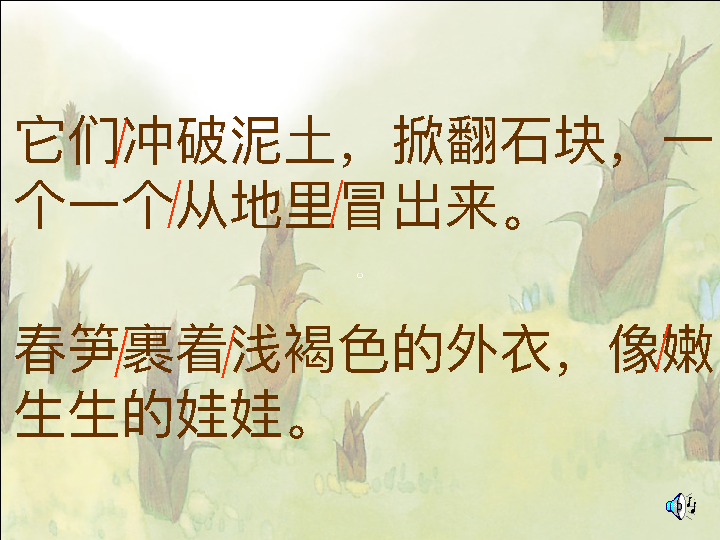 它们/冲破泥土，掀翻石块，一
个一个/从地里/冒出来。
春笋/裹着/浅褐色的外衣，像/嫩
生生的娃娃。